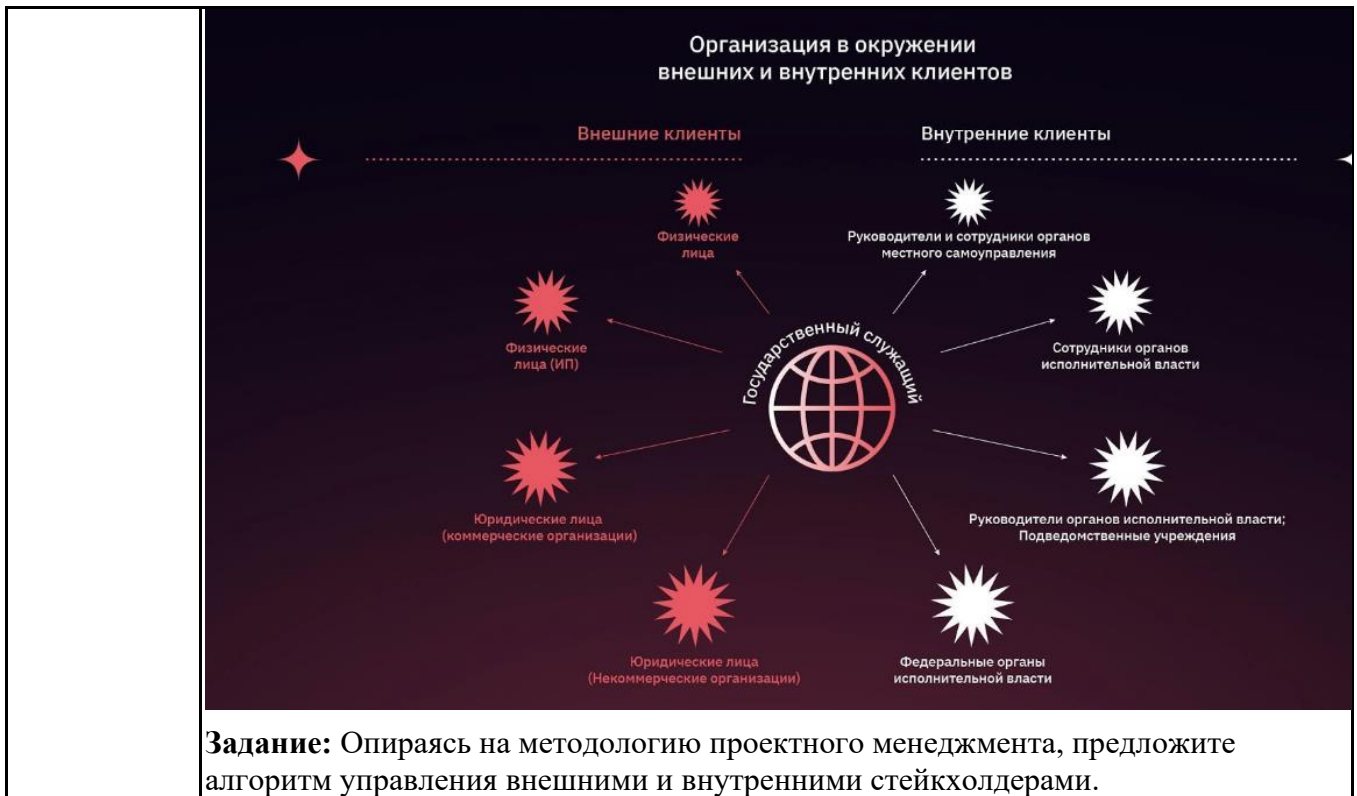 Организация в окружении
внешних и внутренних клиентов
Внешние клиенты
Внутренние клиенты
Физические
лица
Руководители и сотрудники органов
местного самоуправления
Физические
лица (ИП)
Государственный служащий
Сотрудники органов
исполнительной власти
Юридические лица
(коммерческие организации)
Руководители органов исполнительной власти;
Подведомственные учреждения
Юридические лица
(Некоммерческие организации)
Федеральные органы
исполнительной власти
Задание: Опираясь на методологию проектного менеджмента, предложите
алгоритм управления внешними и внутренними стейкхолдерами.